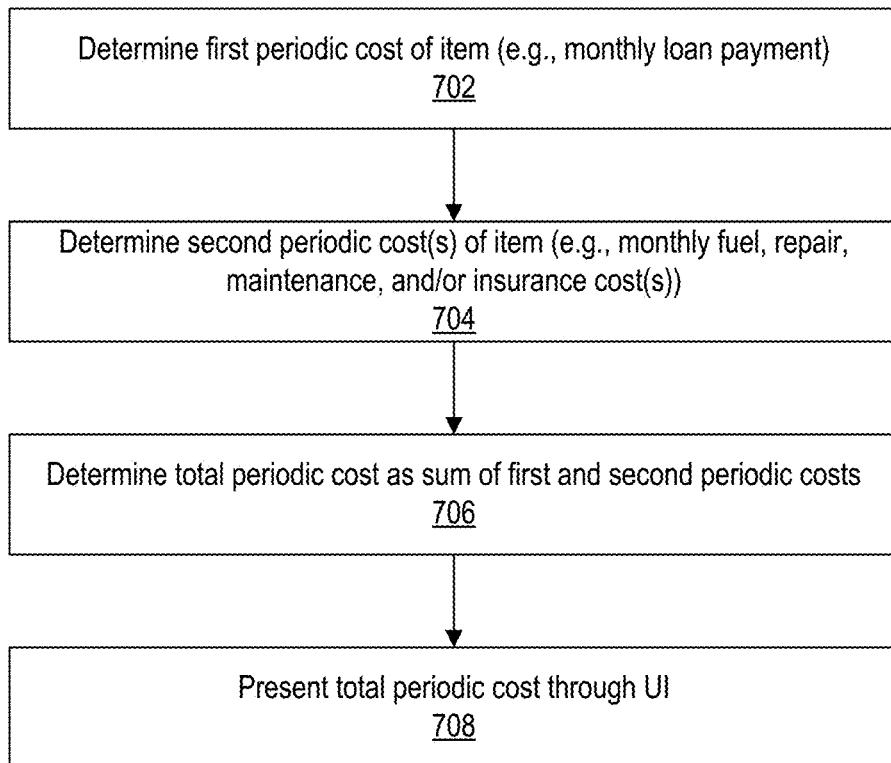 Determine first periodic cost of item (e.g., monthly loan payment)
702
Determine second periodic cost(s) of item (e.g., monthly fuel, repair,
maintenance, and/or insurance cost(s))
704
Determine total periodic cost as sum of first and second periodic costs
706
Present total periodic cost through UI
708